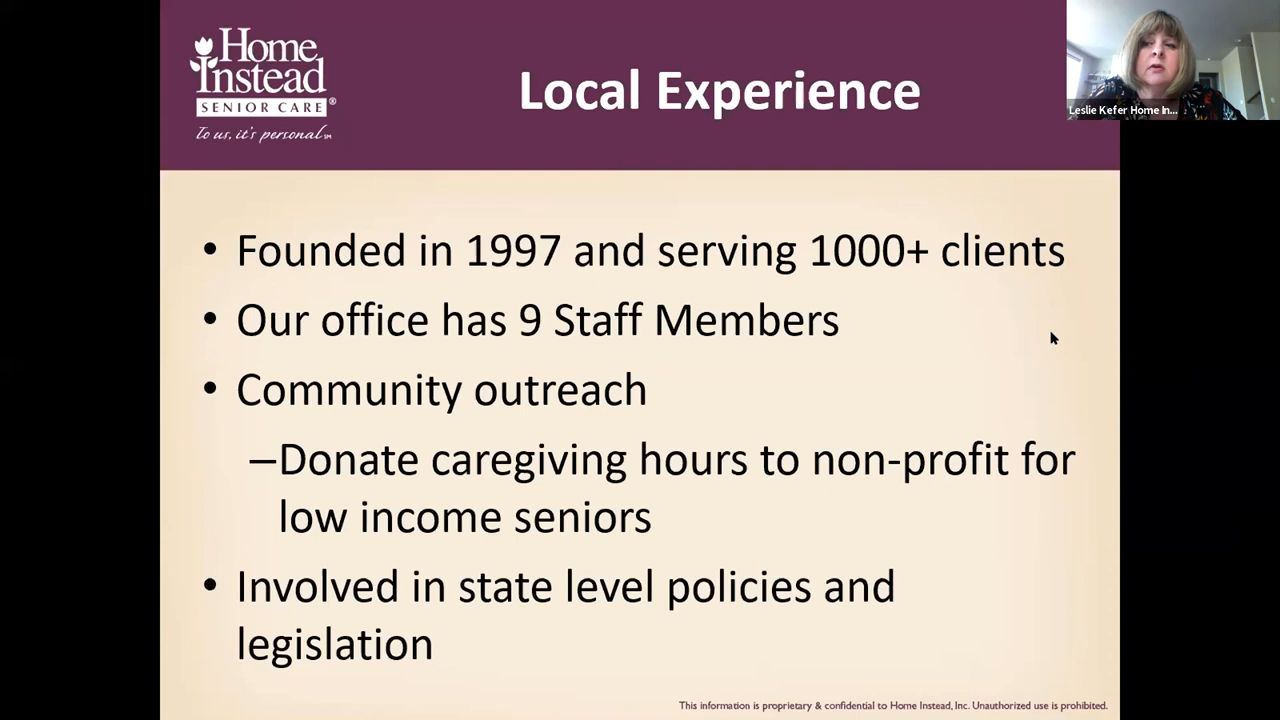 Home
Instead
SENIOR CARE®
To us, it's personal.SM
Local Experience
Leslie Kefer Home In...
• Founded in 1997 and serving 1000+ clients
• Our office has 9 Staff Members
• Community outreach
–Donate caregiving hours to non-profit for
low income seniors
• Involved in state level policies and
legislation
This information is proprietary & confidential to Home Instead, Inc. Unauthorized use is prohibited.